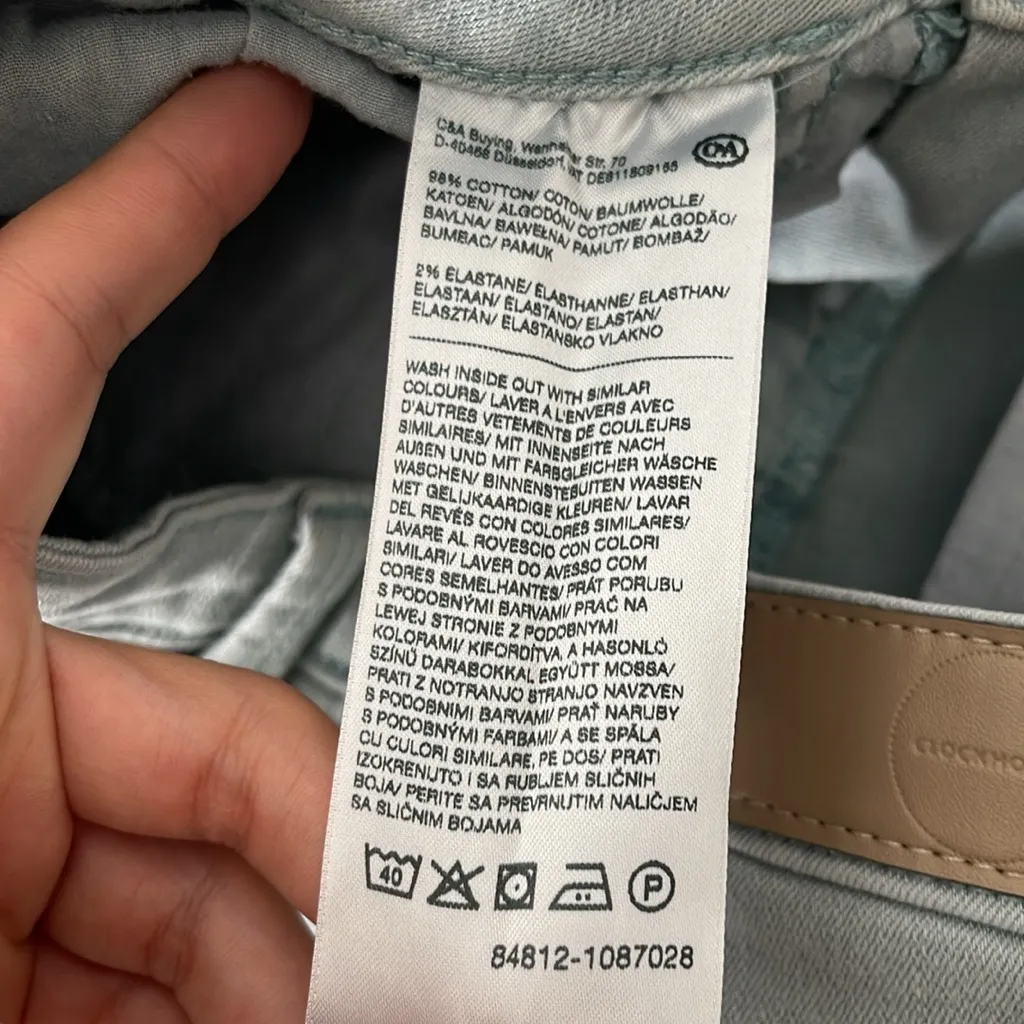 C&A Buying, Wanheimer Str. 70
D-40468 Düsseldorf, VAT DE811809155
C&A
98% COTTON/ COTON/ BAUMWOLLE/
KATOEN/ ALGODÓN/ COTONE/ ALGODÃO/
BAVLNA/ BAWEŁNA/ PAMUT/ BOMBAŽ/
BUMBAC/ PAMUK
2% ELASTANE/ ÉLASTHANNE/ ELASTHAN/
ELASTAAN/ ELASTANO/ ELASTAN/
ELASZTÁN/ ELASTANSKO VLAKNO
WASH INSIDE OUT WITH SIMILAR
COLOURS/ LAVER A L'ENVERS AVEC
D'AUTRES VETEMENTS DE COULEURS
SIMILAIRES/ MIT INNENSEITE NACH
AUßEN UND MIT FARBGLEICHER WÄSCHE
WASCHEN/ BINNENSTEBUITEN WASSEN
MET GELIJKAARDIGE KLEUREN/ LAVAR
DEL REVÉS CON COLORES SIMILARES/
LAVARE AL ROVESCIO CON COLORI
SIMILARI/ LAVER DO AVESSO COM
CORES SEMELHANTES/ PRÁT PORUBU
S PODOBNÝMI BARVAMI/ PRAĆ NA
LEWEJ STRONIE Z PODOBNYMI
KOLORAMI/ KIFORDÍTVA, A HASONLÓ
SZÍNŰ DARABOKKAL EGYÜTT MOSSA/
PRATI Z NOTRANJO STRANJO NAVZVEN
S PODOBNIMI BARVAMI/ PRAŤ NARUBY
S PODOBNÝMI FARBAMI/ A SE SPĂLA
CU CULORI SIMILARE, PE DOS/ PRATI
IZOKRENUTO I SA RUBLJEM SLIČNIH
BOJA/ PERITE SA PREVRNUTIM NALIČJEM
SA SLIČNIM BOJAMA
40
P
84812-1087028